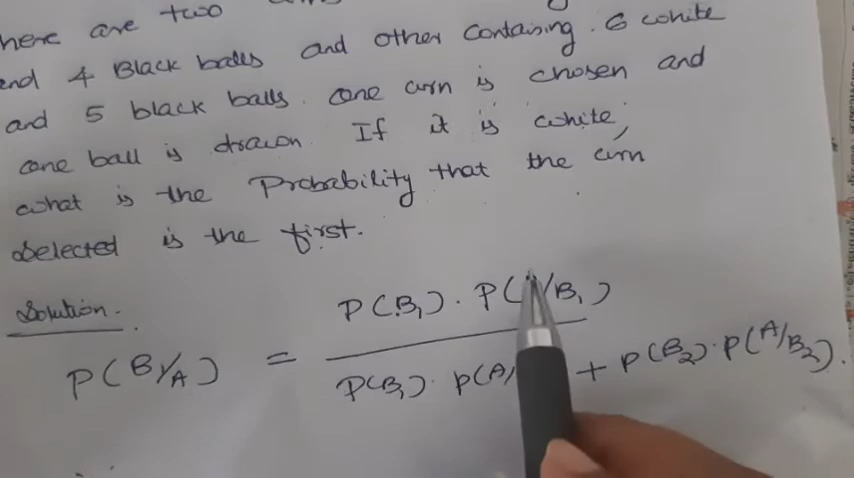 here are two
and 4 Black balls and other containing 6 white
and 5 black balls. one urn is chosen and
one ball is drawn. If it is white,
what is the Probability that the urn
selected is the first.
Solution.
P(B₁/A) = P(B₁) · P( /B₁) / P(B₁) · P(A/ + P(B₂) · P(A/B₂).